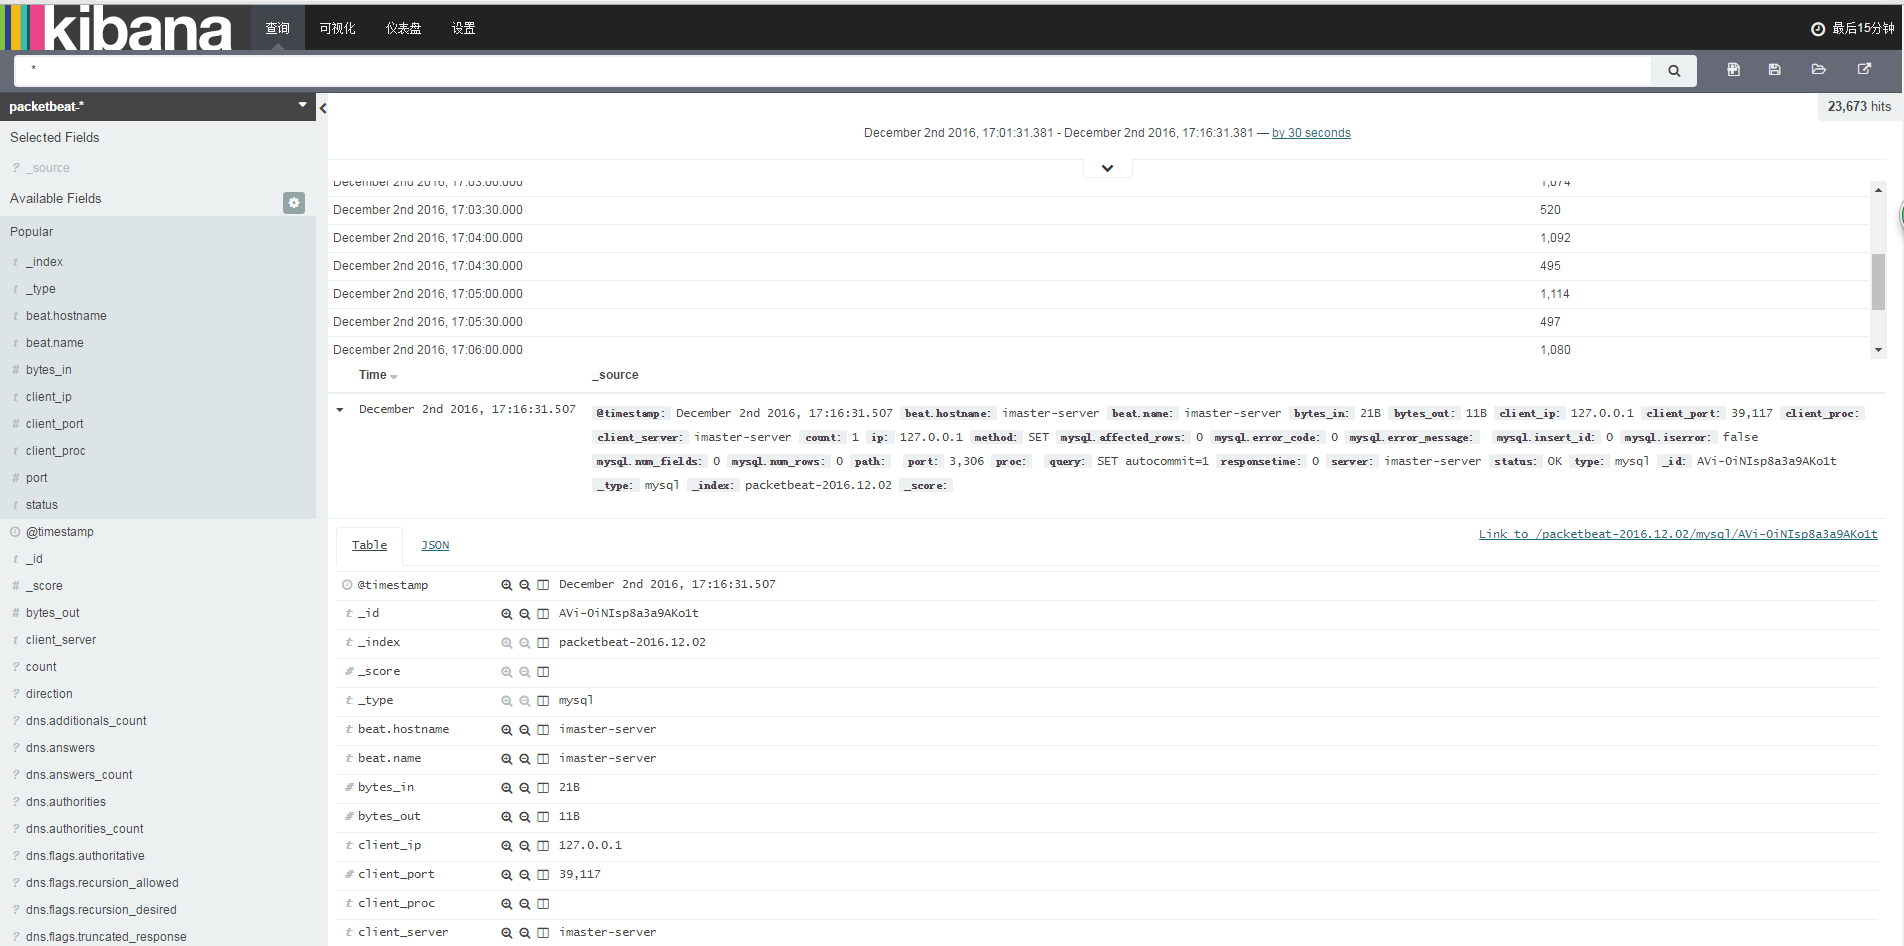 kibana 查询 可视化 仪表盘 设置 最后15分钟
*
packetbeat-*
23,673 hits
December 2nd 2016, 17:01:31.381 - December 2nd 2016, 17:16:31.381 — by 30 seconds
Selected Fields
? _source
Available Fields
Popular
t _index
t _type
t beat.hostname
t beat.name
# bytes_in
t client_ip
# client_port
t client_proc
# port
t status
@timestamp
t _id
# _score
# bytes_out
t client_server
? count
? direction
? dns.additionals_count
? dns.answers
? dns.answers_count
? dns.authorities
? dns.authorities_count
? dns.flags.authoritative
? dns.flags.recursion_allowed
? dns.flags.recursion_desired
? dns.flags.truncated_response
December 2nd 2016, 17:03:00.000 1,074
December 2nd 2016, 17:03:30.000 520
December 2nd 2016, 17:04:00.000 1,092
December 2nd 2016, 17:04:30.000 495
December 2nd 2016, 17:05:00.000 1,114
December 2nd 2016, 17:05:30.000 497
December 2nd 2016, 17:06:00.000 1,080
Time _source
December 2nd 2016, 17:16:31.507 @timestamp: December 2nd 2016, 17:16:31.507 beat.hostname: imaster-server beat.name: imaster-server bytes_in: 21B bytes_out: 11B client_ip: 127.0.0.1 client_port: 39,117 client_proc:
client_server: imaster-server count: 1 ip: 127.0.0.1 method: SET mysql.affected_rows: 0 mysql.error_code: 0 mysql.error_message: mysql.insert_id: 0 mysql.iserror: false
mysql.num_fields: 0 mysql.num_rows: 0 path: port: 3,306 proc: query: SET autocommit=1 responsetime: 0 server: imaster-server status: OK type: mysql _id: AVi-OiNIsp8a3a9AKo1t
_type: mysql _index: packetbeat-2016.12.02 _score:
Table JSON Link to /packetbeat-2016.12.02/mysql/AVi-OiNIsp8a3a9AKo1t
@timestamp December 2nd 2016, 17:16:31.507
t _id AVi-OiNIsp8a3a9AKo1t
t _index packetbeat-2016.12.02
# _score
t _type mysql
t beat.hostname imaster-server
t beat.name imaster-server
# bytes_in 21B
# bytes_out 11B
t client_ip 127.0.0.1
# client_port 39,117
t client_proc
t client_server imaster-server